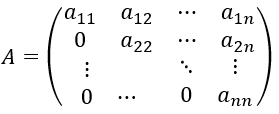 A = ( a₁₁ a₁₂ ⋯ a₁ₙ
0 a₂₂ ⋯ a₂ₙ
⋮ ⋱ ⋮
0 ⋯ 0 aₙₙ )